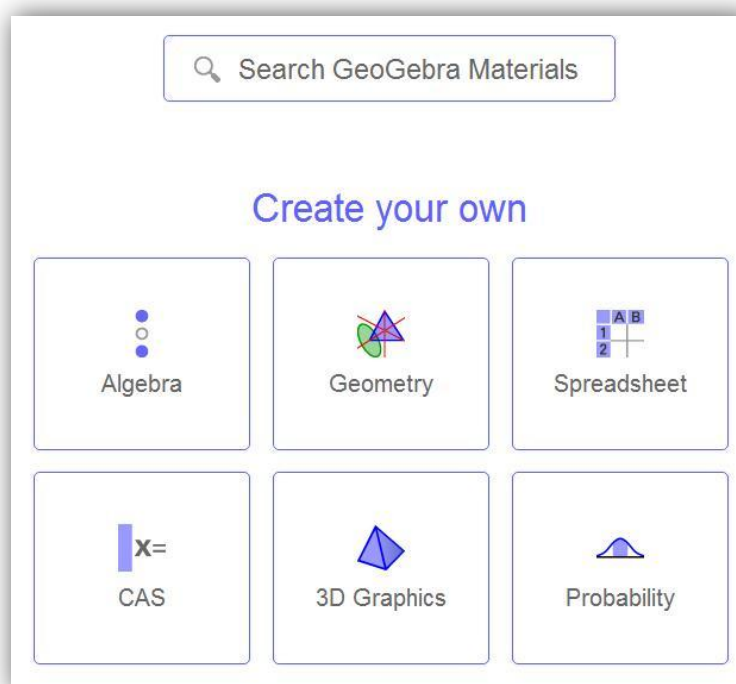 Search GeoGebra Materials
Create your own
A B
1
2
Algebra
Geometry
Spreadsheet
x=
CAS
3D Graphics
Probability